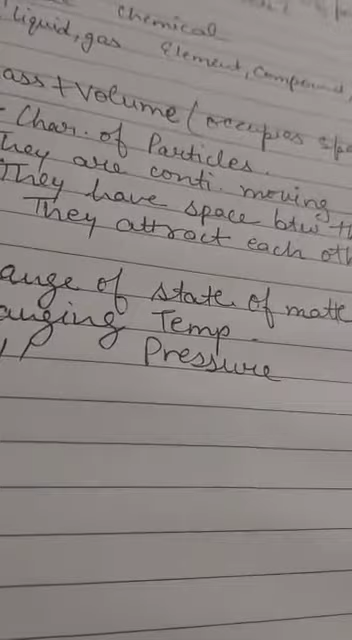 Chemical
liquid, gas Element, Compound,
ass + Volume (occupies spa
- Char. of Particles.
They are conti. moving
They have space btw th
They attract each oth
ange of state of matte
anging Temp.
" Pressure